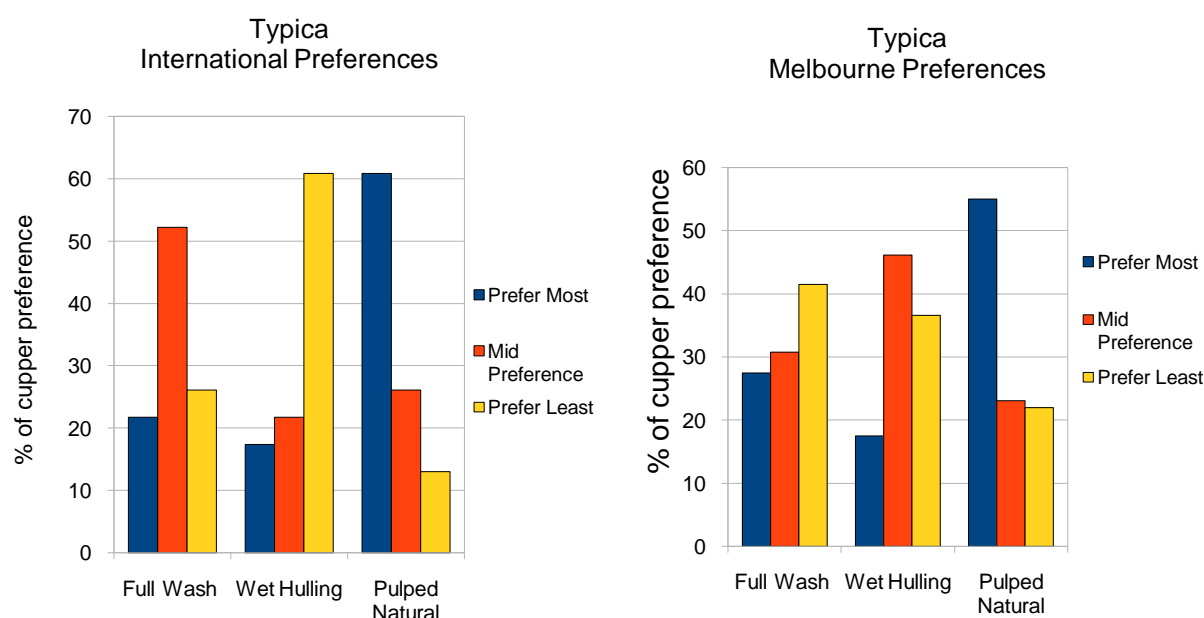 Typica
International Preferences
% of cupper preference
70
60
50
40
30
20
10
0
Full Wash
Wet Hulling
Pulped
Natural
Prefer Most
Mid
Preference
Prefer Least
Typica
Melbourne Preferences
% of cupper preference
60
50
40
30
20
10
0
Full Wash
Wet Hulling
Pulped
Natural
Prefer Most
Mid
Preference
Prefer Least